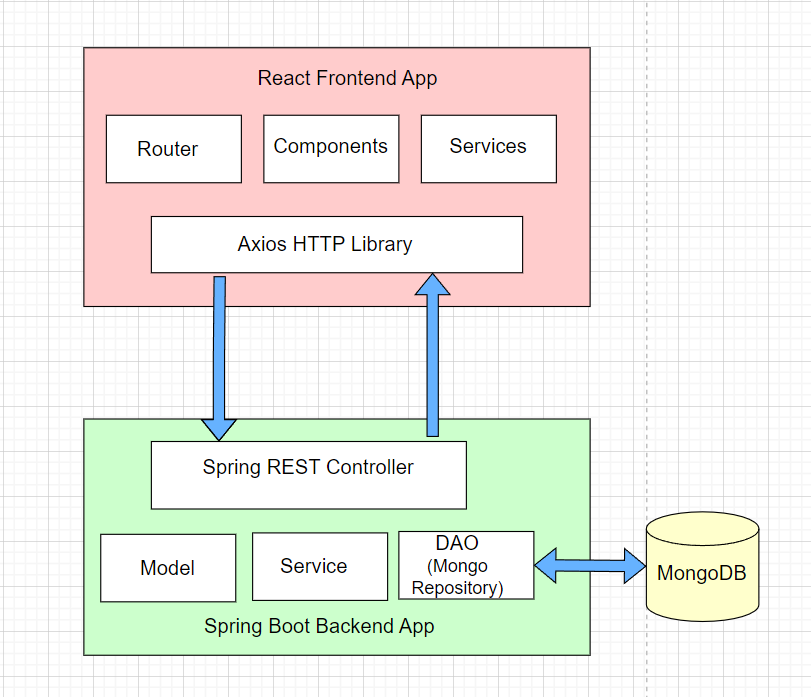 React Frontend App
Router
Components
Services
Axios HTTP Library
Spring REST Controller
Model
Service
DAO
(Mongo
Repository)
MongoDB
Spring Boot Backend App